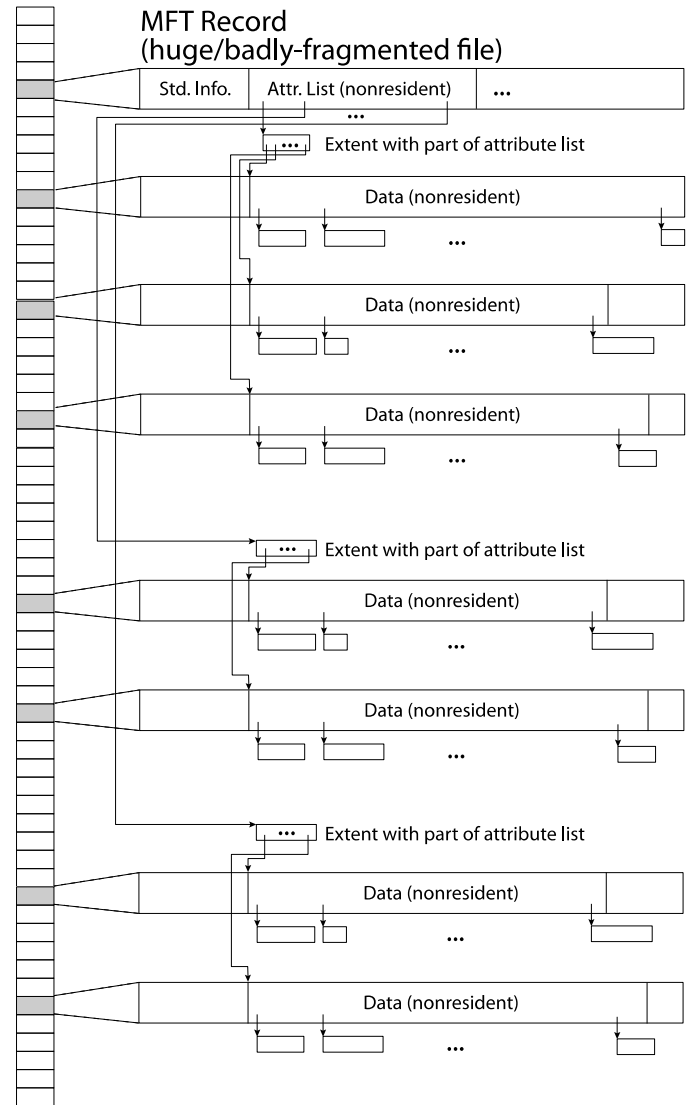 MFT Record
(huge/badly-fragmented file)
Std. Info.
Attr. List (nonresident)
...
...
... Extent with part of attribute list
Data (nonresident)
...
Data (nonresident)
...
Data (nonresident)
...
... Extent with part of attribute list
Data (nonresident)
...
Data (nonresident)
...
... Extent with part of attribute list
Data (nonresident)
...
Data (nonresident)
...